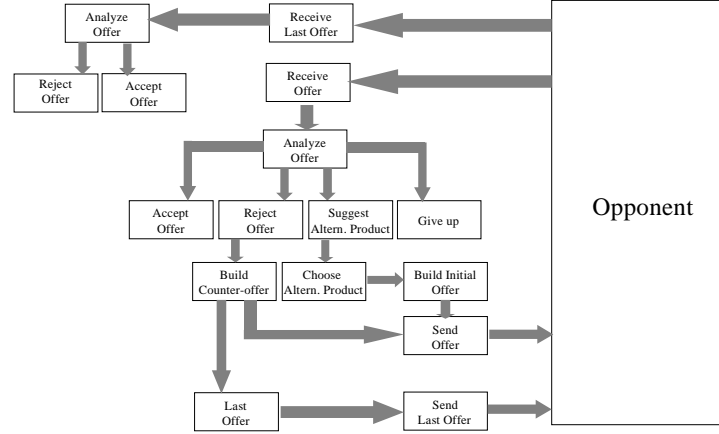 Analyze
Offer
Receive
Last Offer
Reject
Offer
Accept
Offer
Receive
Offer
Analyze
Offer
Opponent
Accept
Offer
Reject
Offer
Suggest
Altern. Product
Give up
Build
Counter-offer
Choose
Altern. Product
Build Initial
Offer
Send
Offer
Last
Offer
Send
Last Offer